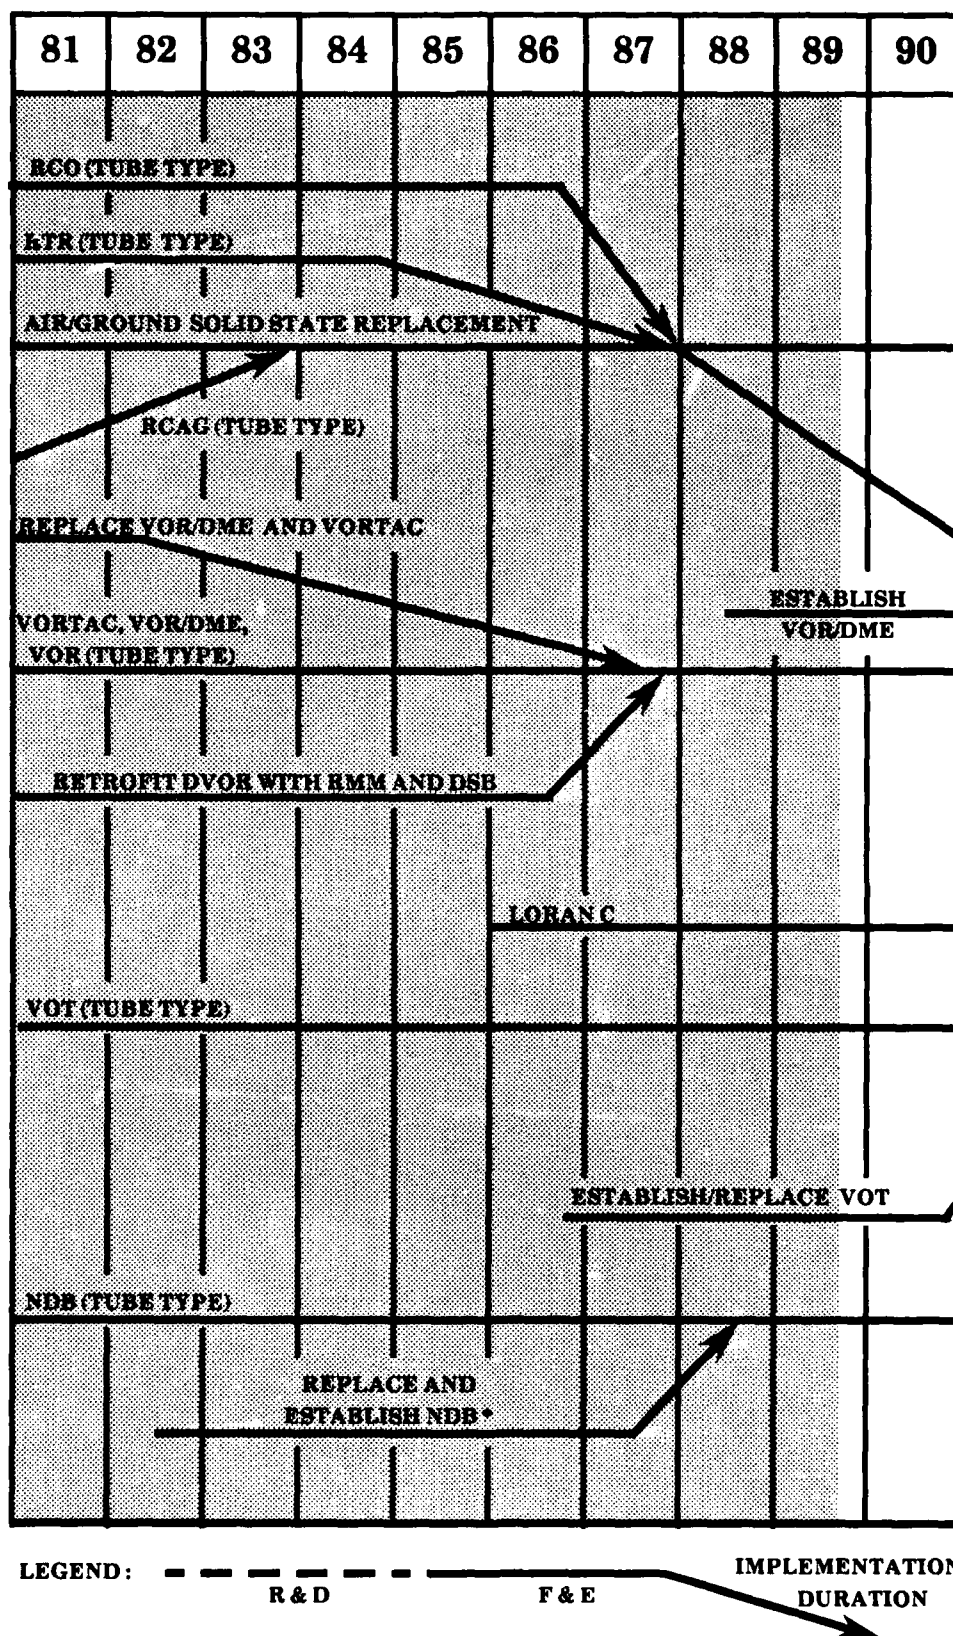 81 82 83 84 85 86 87 88 89 90
RCO (TUBE TYPE)
RTR (TUBE TYPE)
AIR/GROUND SOLID STATE REPLACEMENT
RCAG (TUBE TYPE)
REPLACE VOR/DME AND VORTAC
ESTABLISH
VOR/DME
VORTAC, VOR/DME,
VOR (TUBE TYPE)
RETROFIT DVOR WITH RMM AND DSB
LORAN C
VOT (TUBE TYPE)
ESTABLISH/REPLACE VOT
NDB (TUBE TYPE)
REPLACE AND
ESTABLISH NDB*
LEGEND:
R & D
F & E
IMPLEMENTATION
DURATION